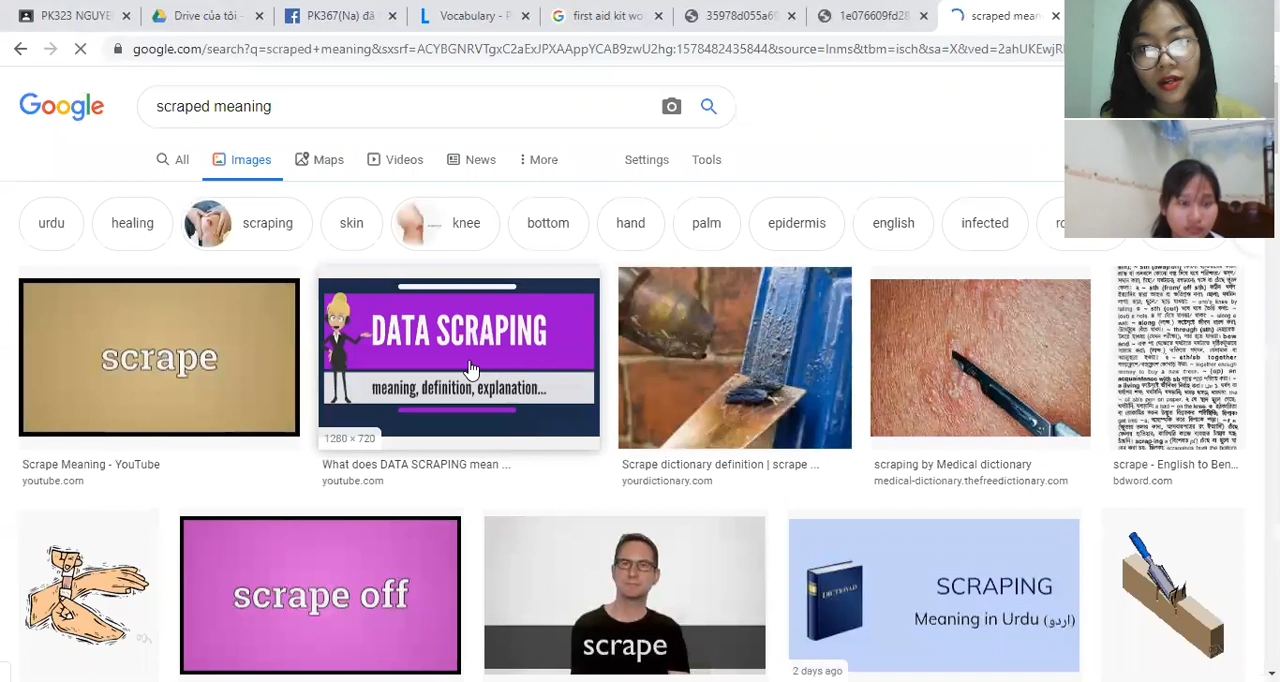 PK323 NGUYE
Drive của tôi -
PK367(Na) đã
Vocabulary - P
first aid kit wo
35978d055a6
1e076609fd28
scraped mean
google.com/search?q=scraped+meaning&sxsrf=ACYBGNRVTgxC2aExJPXAAppYCAB9zwU2hg:1578482435844&source=lnms&tbm=isch&sa=X&ved=2ahUKEwjR
Google
scraped meaning
All
Images
Maps
Videos
News
More
Settings
Tools
urdu
healing
scraping
skin
knee
bottom
hand
palm
epidermis
english
infected
scrape
DATA SCRAPING
meaning, definition, explanation...
1280 × 720
Scrape Meaning - YouTube
youtube.com
What does DATA SCRAPING mean ...
youtube.com
Scrape dictionary definition | scrape ...
yourdictionary.com
scraping by Medical dictionary
medical-dictionary.thefreedictionary.com
scrape - English to Ben...
bdword.com
scrape off
scrape
DICTIONARY
SCRAPING
Meaning in Urdu (اردو)
2 days ago